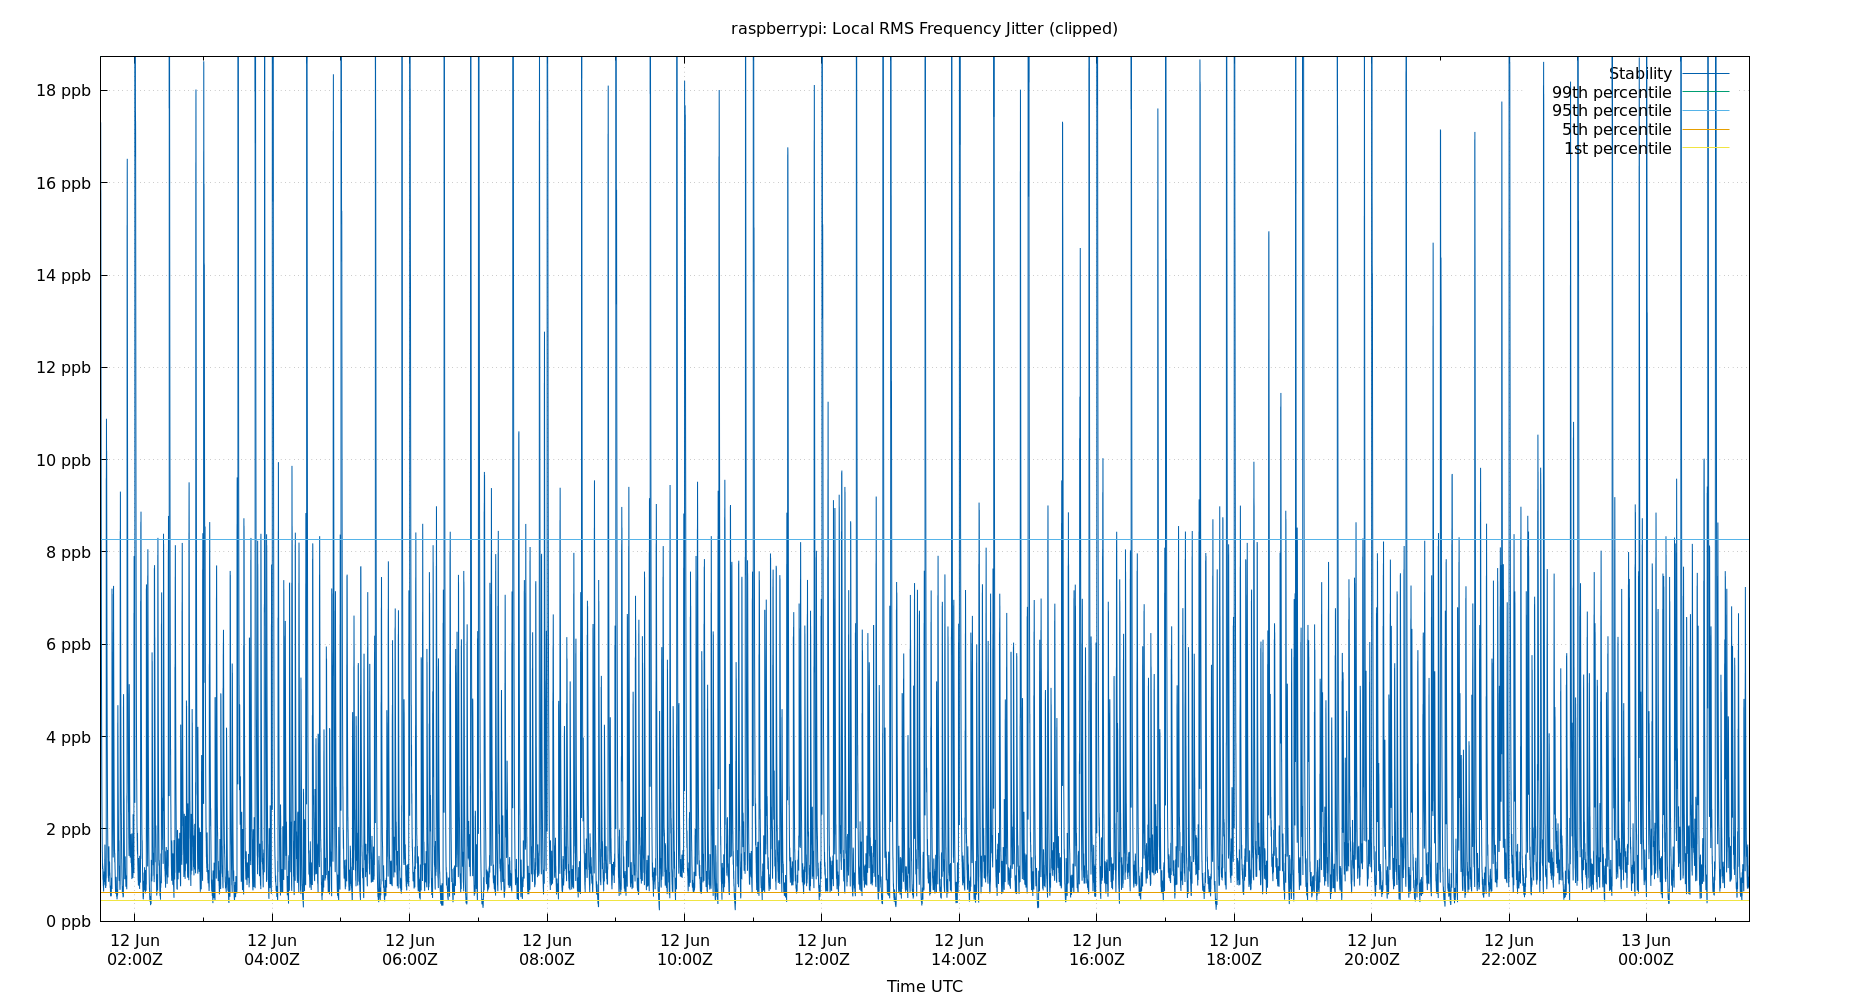 raspberrypi: Local RMS Frequency Jitter (clipped)
18 ppb
16 ppb
14 ppb
12 ppb
10 ppb
8 ppb
6 ppb
4 ppb
2 ppb
0 ppb
Stability
99th percentile
95th percentile
5th percentile
1st percentile
12 Jun 12 Jun 12 Jun 12 Jun 12 Jun 12 Jun 12 Jun 12 Jun 12 Jun 12 Jun 12 Jun 13 Jun
02:00Z 04:00Z 06:00Z 08:00Z 10:00Z 12:00Z 14:00Z 16:00Z 18:00Z 20:00Z 22:00Z 00:00Z
Time UTC